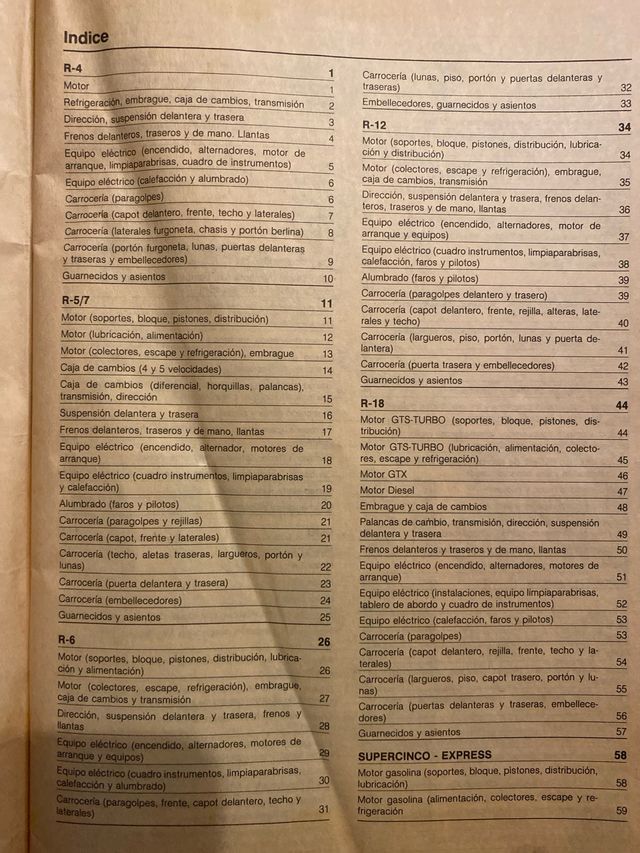 Indice
R-4 1
Motor 1
Refrigeración, embrague, caja de cambios, transmisión 2
Dirección, suspensión delantera y trasera 3
Frenos delanteros, traseros y de mano. Llantas 4
Equipo eléctrico (encendido, alternadores, motor de
arranque, limpiaparabrisas, cuadro de instrumentos) 5
Equipo eléctrico (calefacción y alumbrado) 6
Carrocería (paragolpes) 6
Carrocería (capot delantero, frente, techo y laterales) 7
Carrocería (laterales furgoneta, chasis y portón berlina) 8
Carrocería (portón furgoneta, lunas, puertas delanteras
y traseras y embellecedores) 9
Guarnecidos y asientos 10
R-5/7 11
Motor (soportes, bloque, pistones, distribución) 11
Motor (lubricación, alimentación) 12
Motor (colectores, escape y refrigeración), embrague 13
Caja de cambios (4 y 5 velocidades) 14
Caja de cambios (diferencial, horquillas, palancas),
transmisión, dirección 15
Suspensión delantera y trasera 16
Frenos delanteros, traseros y de mano, llantas 17
Equipo eléctrico (encendido, alternador, motores de
arranque) 18
Equipo eléctrico (cuadro instrumentos, limpiaparabrisas
y calefacción) 19
Alumbrado (faros y pilotos) 20
Carrocería (paragolpes y rejillas) 21
Carrocería (capot, frente y laterales) 21
Carrocería (techo, aletas traseras, largueros, portón y
lunas) 22
Carrocería (puerta delantera y trasera) 23
Carrocería (embellecedores) 24
Guarnecidos y asientos 25
R-6 26
Motor (soportes, bloque, pistones, distribución, lubrica-
ción y alimentación) 26
Motor (colectores, escape, refrigeración), embrague,
caja de cambios y transmisión 27
Dirección, suspensión delantera y trasera, frenos y
llantas 28
Equipo eléctrico (encendido, alternadores, motores de
arranque y equipos) 29
Equipo eléctrico (cuadro instrumentos, limpiaparabrisas,
calefacción y alumbrado) 30
Carrocería (paragolpes, frente, capot delantero, techo y
laterales) 31
Carrocería (lunas, piso, portón y puertas delanteras y
traseras) 32
Embellecedores, guarnecidos y asientos 33
R-12 34
Motor (soportes, bloque, pistones, distribución, lubrica-
ción y distribución) 34
Motor (colectores, escape y refrigeración), embrague,
caja de cambios, transmisión 35
Dirección, suspensión delantera y trasera, frenos delan-
teros, traseros y de mano, llantas 36
Equipo eléctrico (encendido, alternadores, motor de
arranque y equipos) 37
Equipo eléctrico (cuadro instrumentos, limpiaparabrisas,
calefacción, faros y pilotos) 38
Alumbrado (faros y pilotos) 39
Carrocería (paragolpes delantero y trasero) 39
Carrocería (capot delantero, frente, rejilla, alteras, late-
rales y techo) 40
Carrocería (largueros, piso, portón, lunas y puerta de-
lantera) 41
Carrocería (puerta trasera y embellecedores) 42
Guarnecidos y asientos 43
R-18 44
Motor GTS-TURBO (soportes, bloque, pistones, dis-
tribución) 44
Motor GTS-TURBO (lubricación, alimentación, colecto-
res, escape y refrigeración) 45
Motor GTX 46
Motor Diesel 47
Embrague y caja de cambios 48
Palancas de cambio, transmisión, dirección, suspensión
delantera y trasera 49
Frenos delanteros y traseros y de mano, llantas 50
Equipo eléctrico (encendido, alternadores, motores de
arranque) 51
Equipo eléctrico (instalaciones, equipo limpiaparabrisas,
tablero de abordo y cuadro de instrumentos) 52
Equipo eléctrico (calefacción, faros y pilotos) 53
Carrocería (paragolpes) 53
Carrocería (capot delantero, rejilla, frente, techo y la-
terales) 54
Carrocería (largueros, piso, capot trasero, portón y lu-
nas) 55
Carrocería (puertas delanteras y traseras, embellece-
dores) 56
Guarnecidos y asientos 57
SUPERCINCO - EXPRESS 58
Motor gasolina (soportes, bloque, pistones, distribución,
lubricación) 58
Motor gasolina (alimentación, colectores, escape y re-
frigeración 59